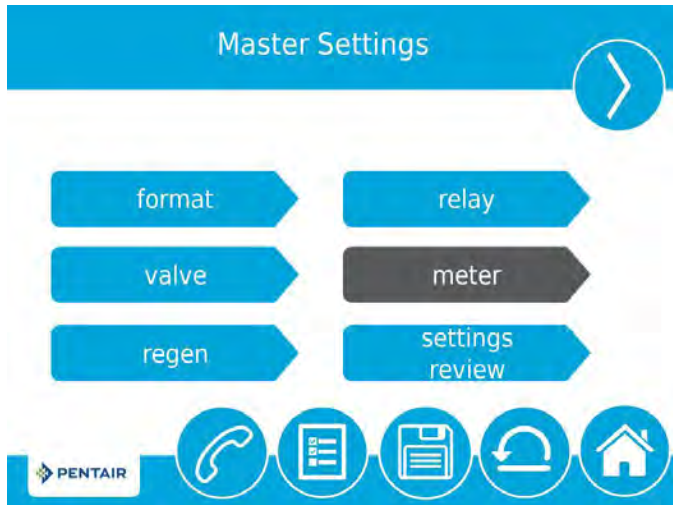 Master Settings
format
relay
valve
meter
regen
settings
review
PENTAIR